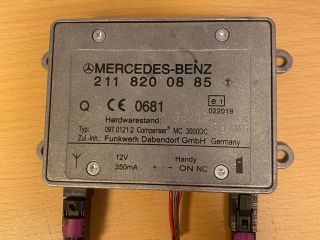 MERCEDES-BENZ
211 820 08 85
Q CE 0681 e1
022019
Hardwarestand:
Typ: 097.0121.2 Compenser MC 3000DC
Zul.-Inh.: Funkwerk Dabendorf GmbH Germany
12V Handy
350mA + - ON NC